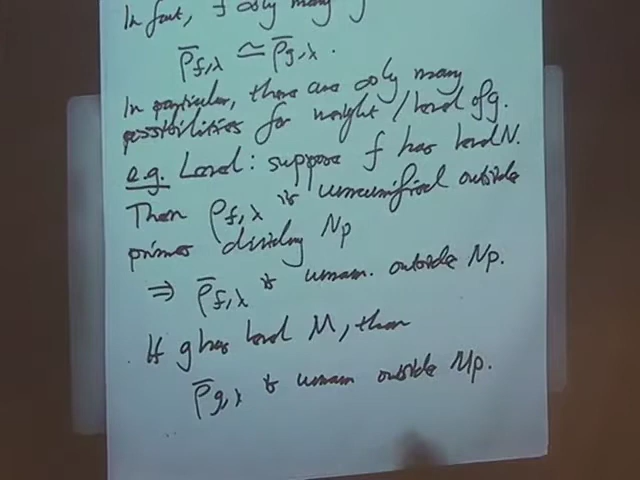 In fact, ∃ only many g
ρ̄f,λ ≃ ρ̄g,λ.
In particular, there are only many
possibilities for weight / level of g.
e.g. Level: suppose f has level N.
Then ρf,λ is unramified outside
primes dividing Np
⇒ ρ̄f,λ is unram. outside Np.
If g has level M, then
ρ̄g,λ is unram outside Mp.